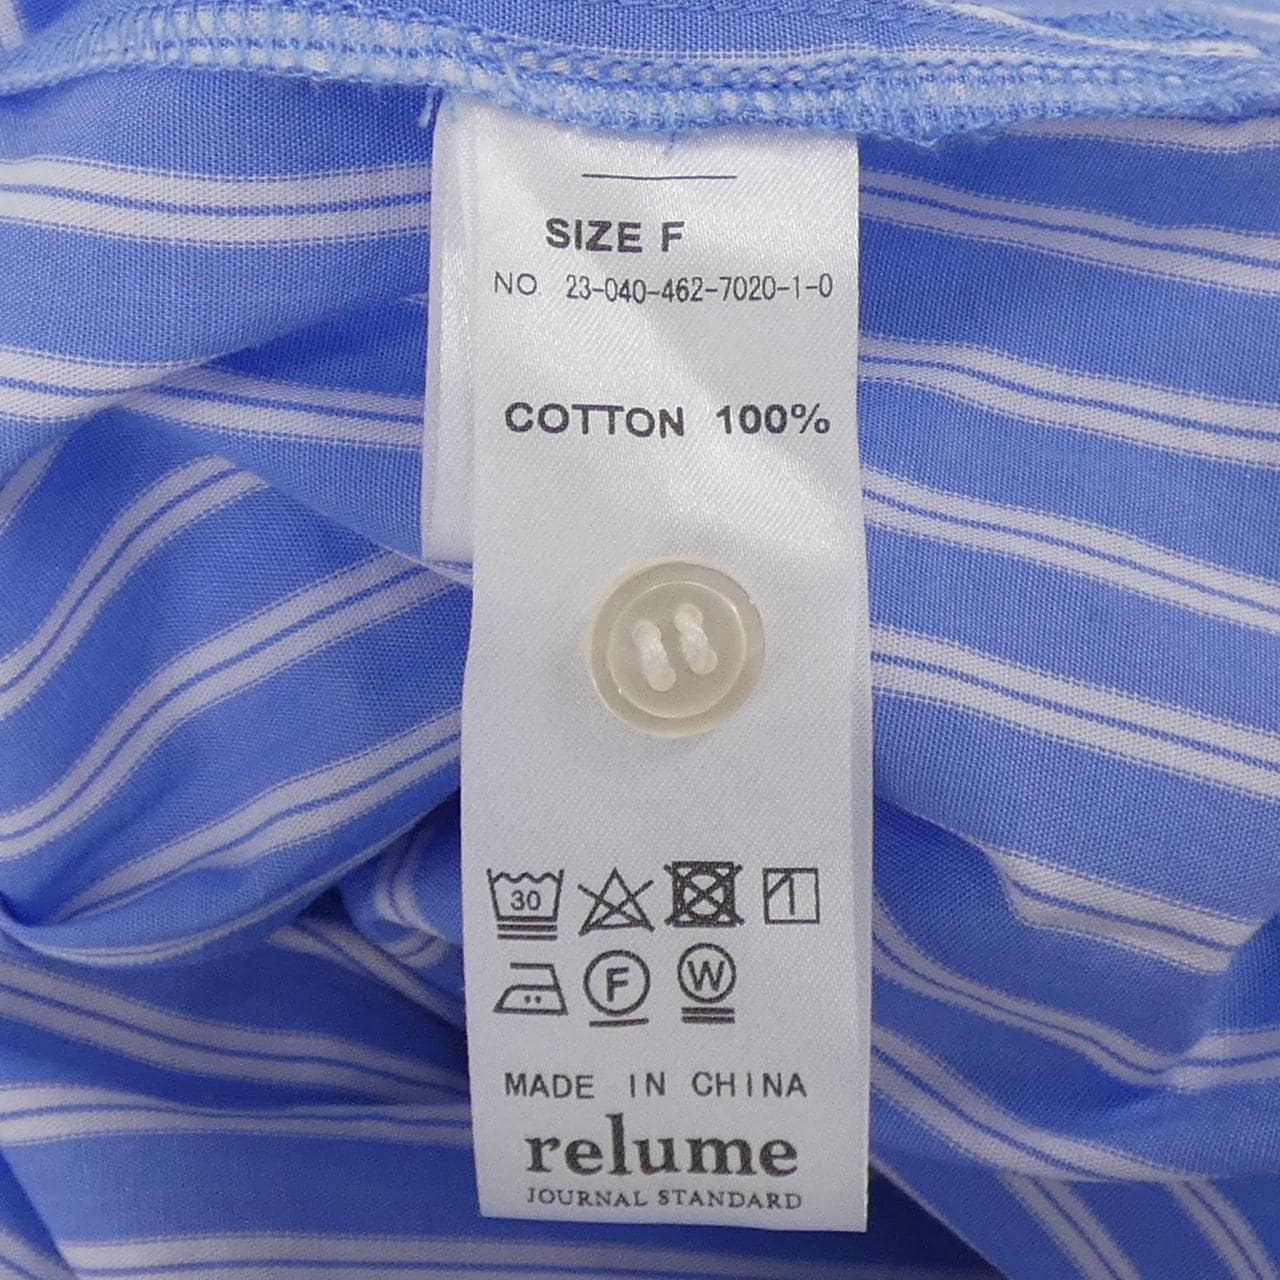 SIZE F
NO. 23-040-462-7020-1-0
COTTON 100%
30
F W
MADE IN CHINA
relume
JOURNAL STANDARD